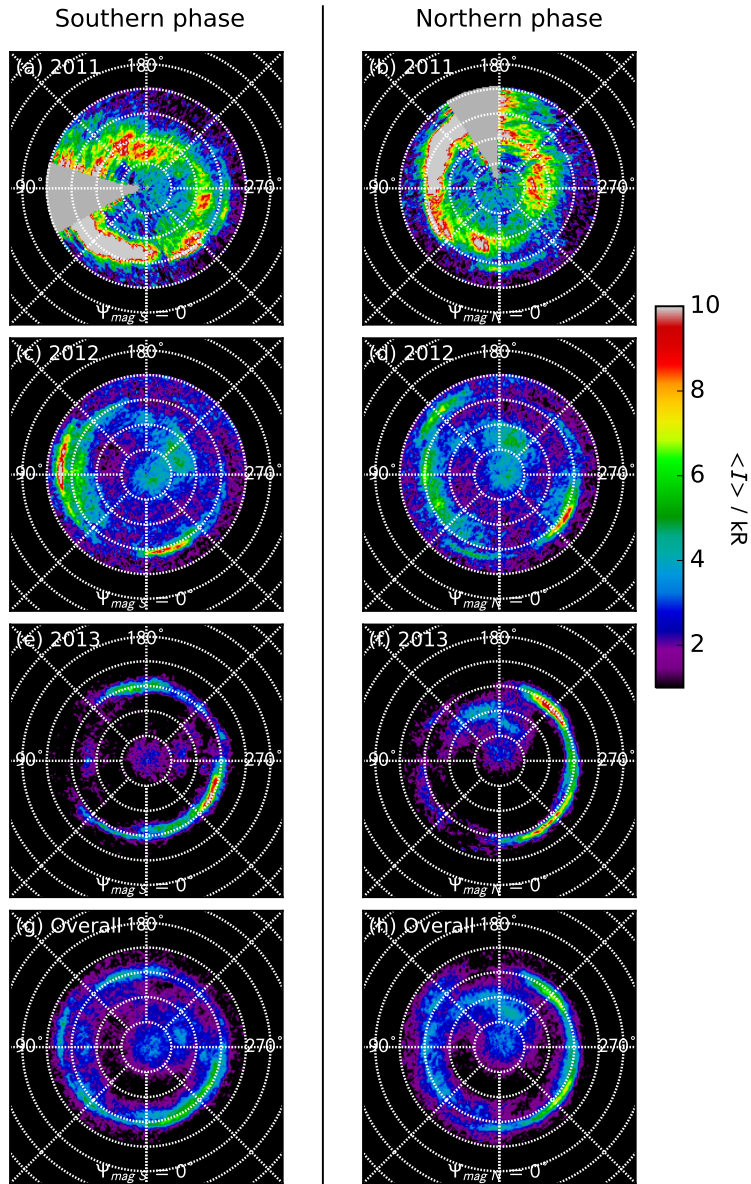 Southern phase
Northern phase
(a) 2011
180°
90°
270°
Ψmag S = 0°
(b) 2011
180°
90°
270°
Ψmag N = 0°
(c) 2012
180°
90°
270°
Ψmag S = 0°
(d) 2012
180°
90°
270°
Ψmag N = 0°
10
8
6
4
2
<I> / kR
(e) 2013
180°
90°
270°
Ψmag S = 0°
(f) 2013
180°
90°
270°
Ψmag N = 0°
(g) Overall
180°
90°
270°
Ψmag S = 0
(h) Overall
180°
90°
270°
Ψmag N = 0